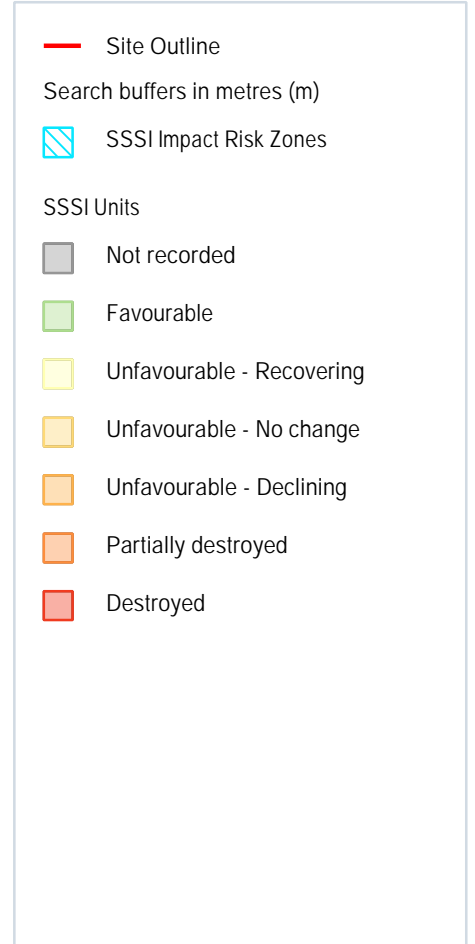 Site Outline
Search buffers in metres (m)
SSSI Impact Risk Zones
SSSI Units
Not recorded
Favourable
Unfavourable - Recovering
Unfavourable - No change
Unfavourable - Declining
Partially destroyed
Destroyed